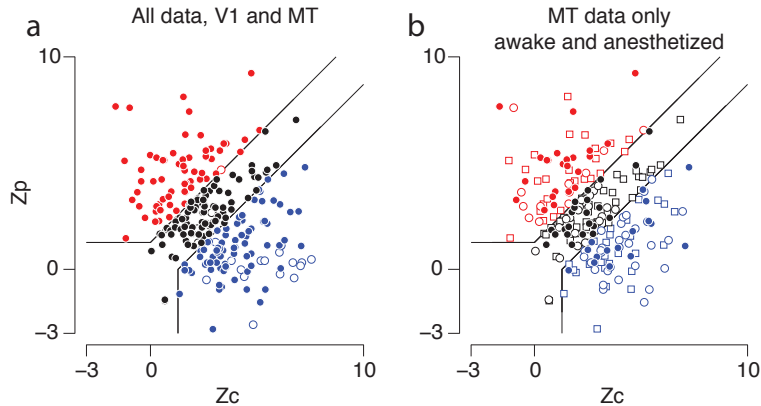 a
All data, V1 and MT
10
Zp
0
−3
−3
0
10
Zc
b
MT data only
awake and anesthetized
10
0
−3
−3
0
10
Zc